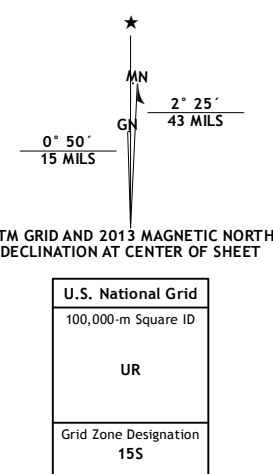 ★
MN
GN
2° 25´
43 MILS
0° 50´
15 MILS
TM GRID AND 2013 MAGNETIC NORTH
DECLINATION AT CENTER OF SHEET
U.S. National Grid
100,000-m Square ID
UR
Grid Zone Designation
15S